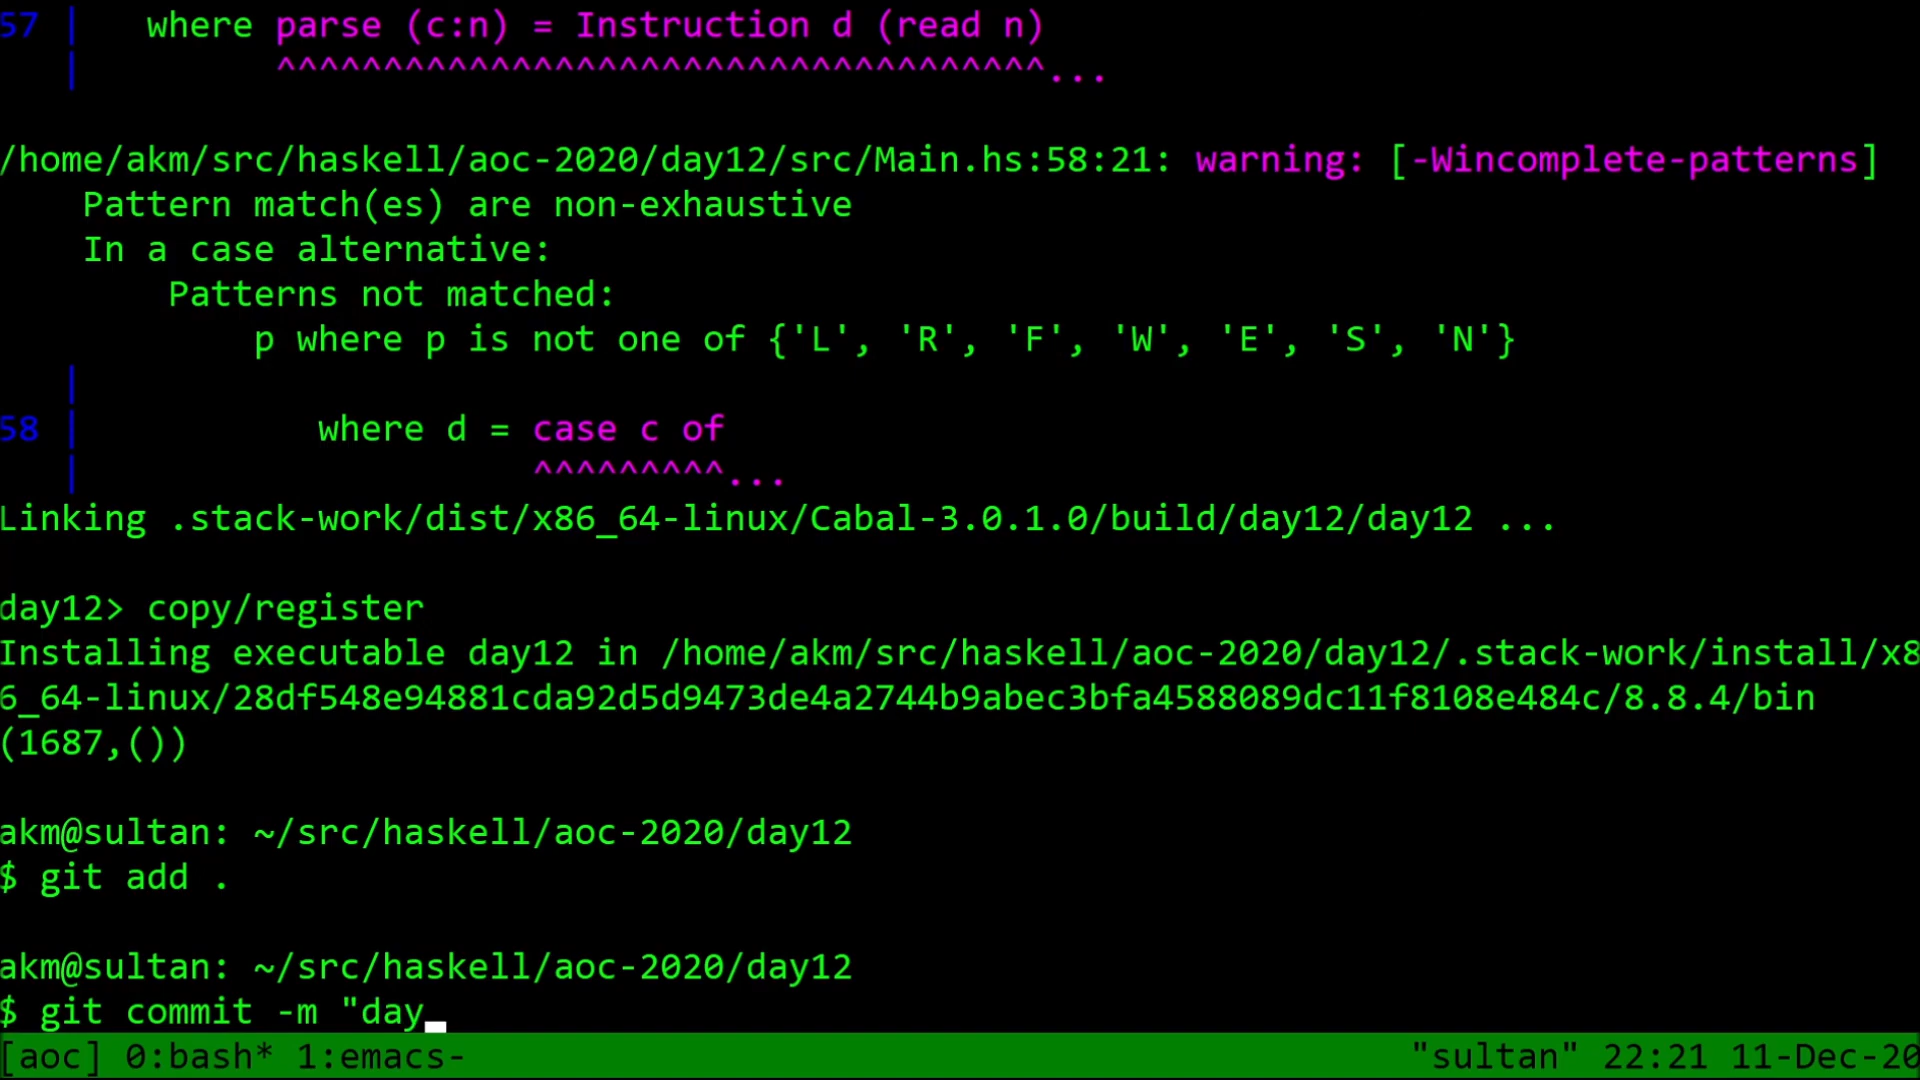 57 |   where parse (c:n) = Instruction d (read n)
   |         ^^^^^^^^^^^^^^^^^^^^^^^^^^^^^^^^^^^^...
/home/akm/src/haskell/aoc-2020/day12/src/Main.hs:58:21: warning: [-Wincomplete-patterns]
    Pattern match(es) are non-exhaustive
    In a case alternative:
        Patterns not matched:
            p where p is not one of {'L', 'R', 'F', 'W', 'E', 'S', 'N'}
   |
58 |           where d = case c of
   |                     ^^^^^^^^^...
Linking .stack-work/dist/x86_64-linux/Cabal-3.0.1.0/build/day12/day12 ...
day12> copy/register
Installing executable day12 in /home/akm/src/haskell/aoc-2020/day12/.stack-work/install/x8
6_64-linux/28df548e94881cda92d5d9473de4a2744b9abec3bfa4588089dc11f8108e484c/8.8.4/bin
(1687,())
akm@sultan: ~/src/haskell/aoc-2020/day12
$ git add .
akm@sultan: ~/src/haskell/aoc-2020/day12
$ git commit -m "day
[aoc] 0:bash* 1:emacs- "sultan" 22:21 11-Dec-20